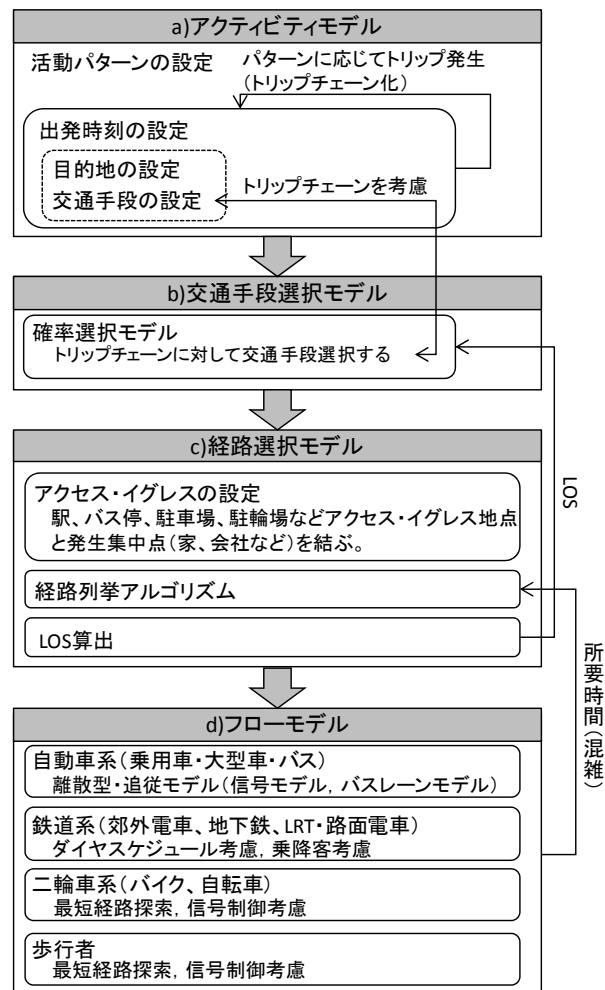 a)アクティビティモデル
活動パターンの設定
パターンに応じてトリップ発生
(トリップチェーン化)
出発時刻の設定
目的地の設定
交通手段の設定
トリップチェーンを考慮
b)交通手段選択モデル
確率選択モデル
トリップチェーンに対して交通手段選択する
c)経路選択モデル
アクセス・イグレスの設定
駅、バス停、駐車場、駐輪場などアクセス・イグレス地点
と発生集中点(家、会社など)を結ぶ。
経路列挙アルゴリズム
LOS算出
LOS
d)フローモデル
自動車系(乗用車・大型車・バス)
離散型・追従モデル(信号モデル, バスレーンモデル)
鉄道系(郊外電車、地下鉄、LRT・路面電車)
ダイヤスケジュール考慮, 乗降客考慮
二輪車系(バイク、自転車)
最短経路探索, 信号制御考慮
歩行者
最短経路探索, 信号制御考慮
所要時間(混雑)